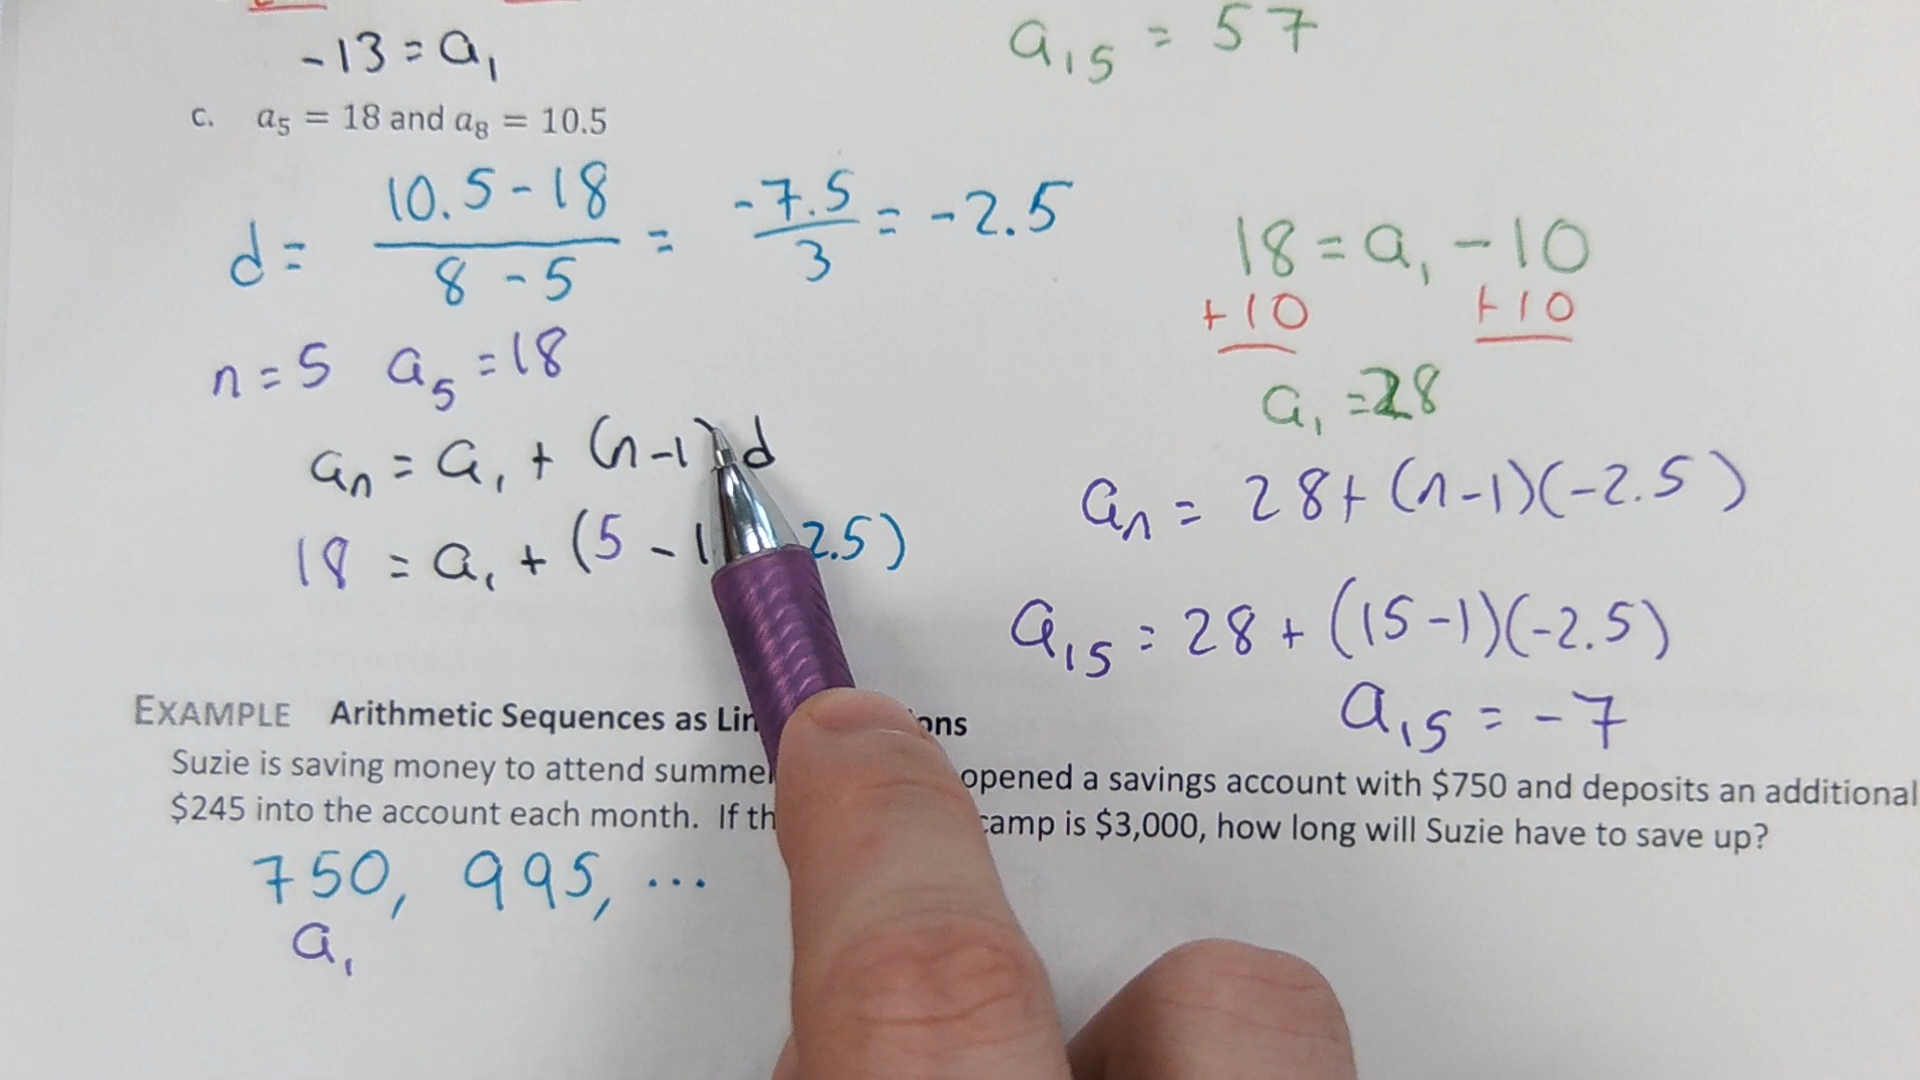 -13 = a₁
a₁₅ = 57
c. a₅ = 18 and a₈ = 10.5
d = (10.5 - 18)/(8 - 5) = -7.5/3 = -2.5
n = 5 a₅ = 18
aₙ = a₁ + (n-1)d
18 = a₁ + (5 - 1 2.5)
18 = a₁ - 10
+10 +10
a₁ = 28
aₙ = 28 + (n-1)(-2.5)
a₁₅ = 28 + (15-1)(-2.5)
a₁₅ = -7
EXAMPLE Arithmetic Sequences as
Suzie is saving money to attend opened a savings account with $750 and deposits an additional
$245 into the account each month. If camp is $3,000, how long will Suzie have to save up?
750, 995, ...
a₁